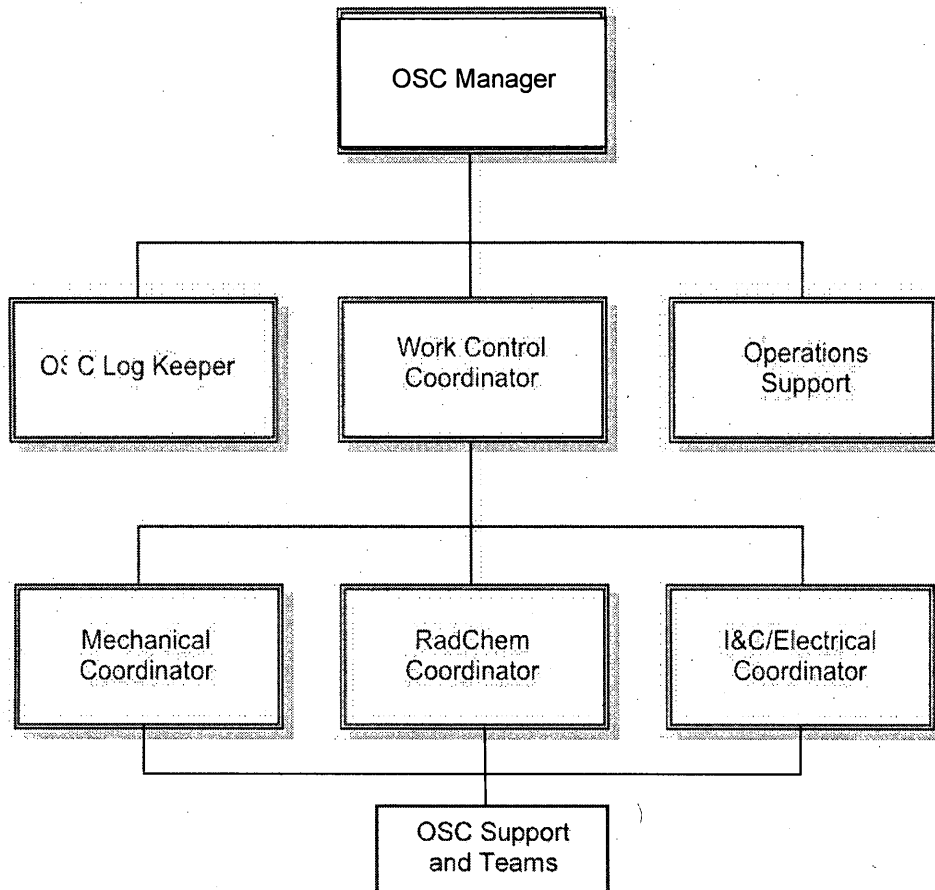 OSC Manager
OSC Log Keeper
Work Control
Coordinator
Operations
Support
Mechanical
Coordinator
RadChem
Coordinator
I&C/Electrical
Coordinator
OSC Support
and Teams